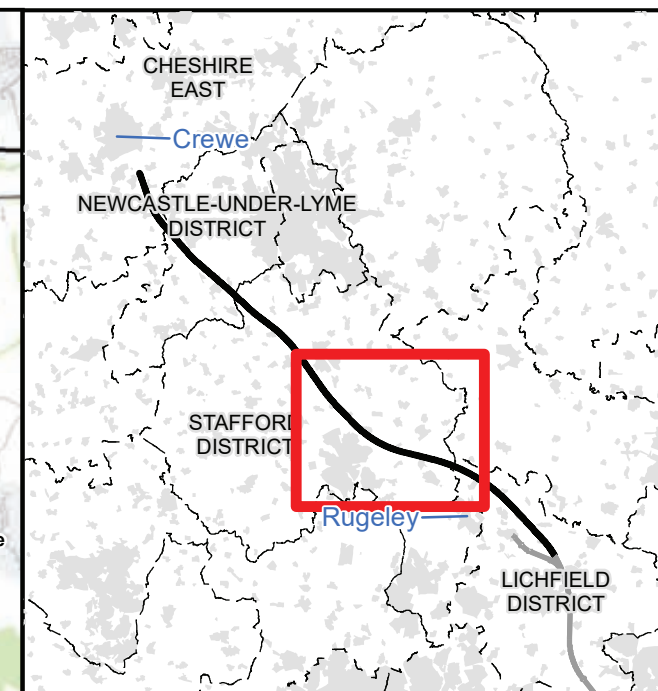 CHESHIRE
EAST
Crewe
NEWCASTLE-UNDER-LYME
DISTRICT
STAFFORD
DISTRICT
Rugeley
LICHFIELD
DISTRICT
e